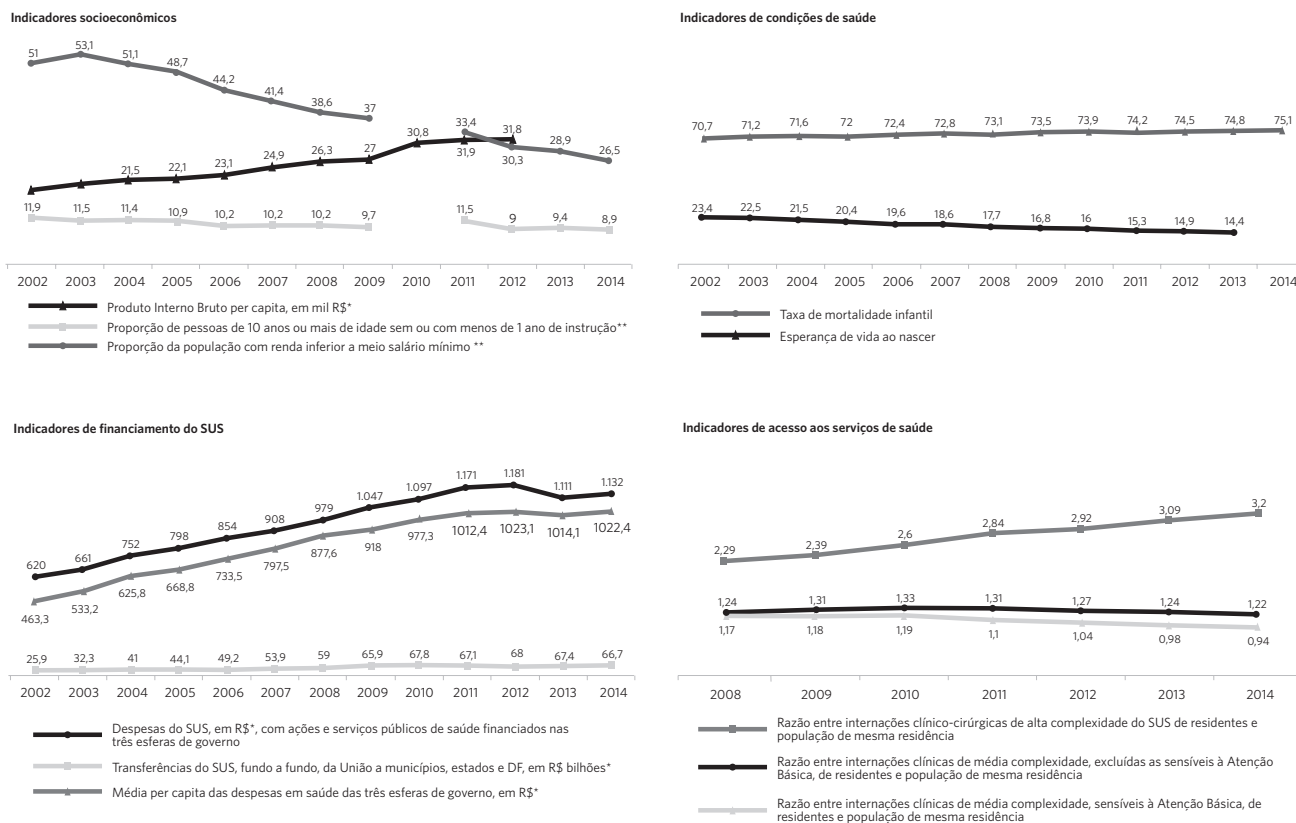 Indicadores socioeconômicos
51 53,1 51,1 48,7 44,2 41,4 38,6 37 33,4 30,3 28,9 26,5
21,5 22,1 23,1 24,9 26,3 27 30,8 31,9 31,8
11,9 11,5 11,4 10,9 10,2 10,2 10,2 9,7 11,5 9 9,4 8,9
2002 2003 2004 2005 2006 2007 2008 2009 2010 2011 2012 2013 2014
Produto Interno Bruto per capita, em mil R$*
Proporção de pessoas de 10 anos ou mais de idade sem ou com menos de 1 ano de instrução**
Proporção da população com renda inferior a meio salário mínimo **
Indicadores de condições de saúde
70,7 71,2 71,6 72 72,4 72,8 73,1 73,5 73,9 74,2 74,5 74,8 75,1
23,4 22,5 21,5 20,4 19,6 18,6 17,7 16,8 16 15,3 14,9 14,4
2002 2003 2004 2005 2006 2007 2008 2009 2010 2011 2012 2013 2014
Taxa de mortalidade infantil
Esperança de vida ao nascer
Indicadores de financiamento do SUS
620 661 752 798 854 908 979 1.047 1.097 1.171 1.181 1.111 1.132
463,3 533,2 625,8 668,8 733,5 797,5 877,6 918 977,3 1012,4 1023,1 1014,1 1022,4
25,9 32,3 41 44,1 49,2 53,9 59 65,9 67,8 67,1 68 67,4 66,7
2002 2003 2004 2005 2006 2007 2008 2009 2010 2011 2012 2013 2014
Despesas do SUS, em R$*, com ações e serviços públicos de saúde financiados nas
três esferas de governo
Transferências do SUS, fundo a fundo, da União a municípios, estados e DF, em R$ bilhões*
Média per capita das despesas em saúde das três esferas de governo, em R$*
Indicadores de acesso aos serviços de saúde
2,29 2,39 2,6 2,84 2,92 3,09 3,2
1,24 1,31 1,33 1,31 1,27 1,24 1,22
1,17 1,18 1,19 1,1 1,04 0,98 0,94
2008 2009 2010 2011 2012 2013 2014
Razão entre internações clínico-cirúrgicas de alta complexidade do SUS de residentes e
população de mesma residência
Razão entre internações clínicas de média complexidade, excluídas as sensíveis à Atenção
Básica, de residentes e população de mesma residência
Razão entre internações clínicas de média complexidade, sensíveis à Atenção Básica, de
residentes e população de mesma residência